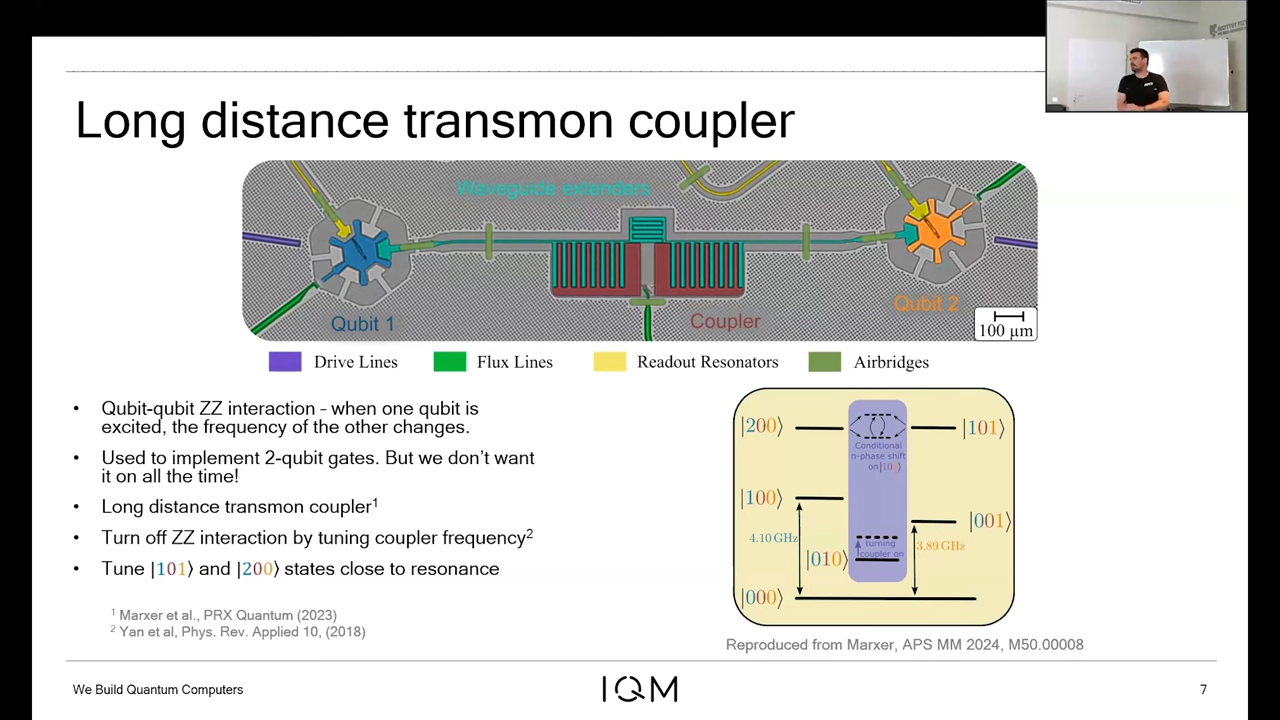 Long distance transmon coupler
Waveguide extenders
Qubit 1
Coupler
Qubit 2
100 μm
Drive Lines
Flux Lines
Readout Resonators
Airbridges
• Qubit-qubit ZZ interaction – when one qubit is
excited, the frequency of the other changes.
• Used to implement 2-qubit gates. But we don't want
it on all the time!
• Long distance transmon coupler¹
• Turn off ZZ interaction by tuning coupler frequency²
• Tune |101⟩ and |200⟩ states close to resonance
¹ Marxer et al., PRX Quantum (2023)
² Yan et al, Phys. Rev. Applied 10, (2018)
|200⟩
|101⟩
Conditional
π-phase shift
on |101⟩
|100⟩
|001⟩
4.10 GHz
3.89 GHz
|010⟩
turning
coupler on
|000⟩
Reproduced from Marxer, APS MM 2024, M50.00008
We Build Quantum Computers
IQM
7